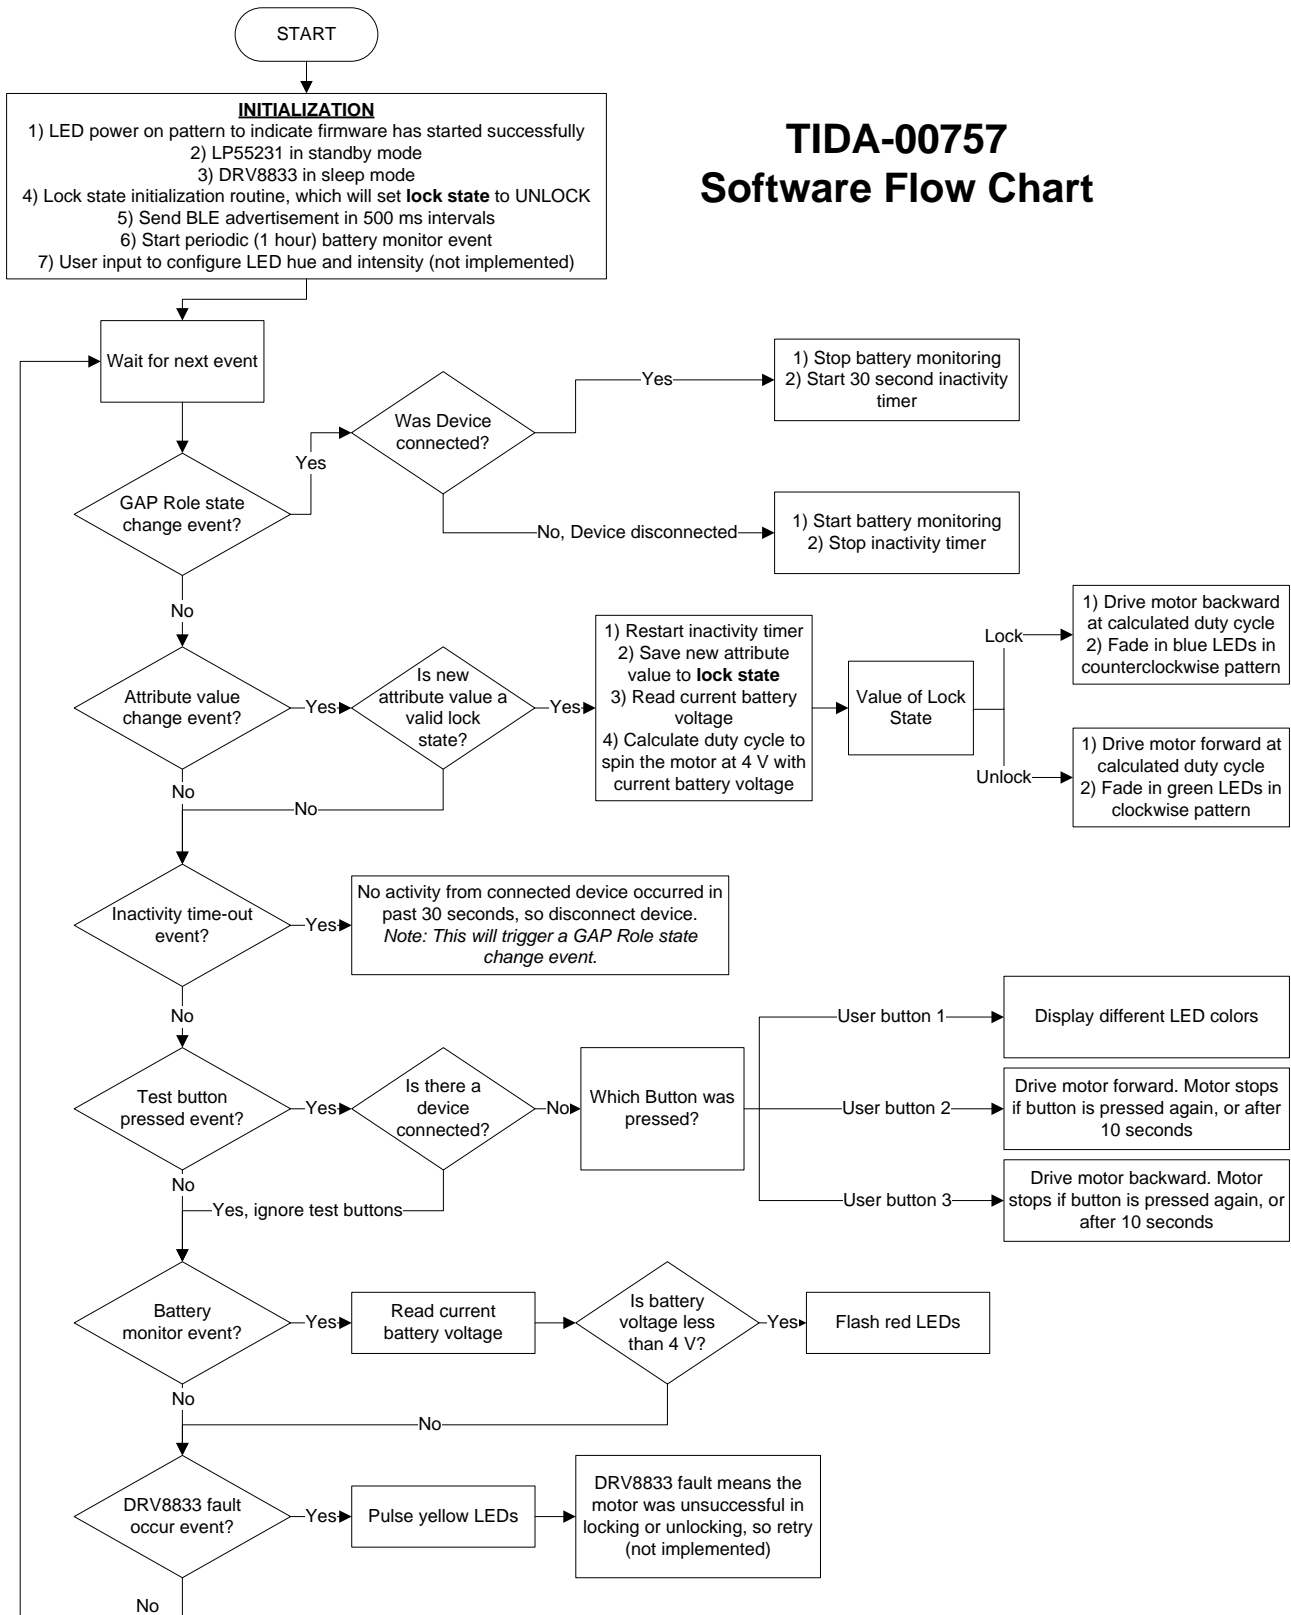 START
TIDA-00757
Software Flow Chart
INITIALIZATION
1) LED power on pattern to indicate firmware has started successfully
2) LP55231 in standby mode
3) DRV8833 in sleep mode
4) Lock state initialization routine, which will set lock state to UNLOCK
5) Send BLE advertisement in 500 ms intervals
6) Start periodic (1 hour) battery monitor event
7) User input to configure LED hue and intensity (not implemented)
Wait for next event
GAP Role state
change event?
Yes
Was Device
connected?
Yes
1) Stop battery monitoring
2) Start 30 second inactivity
timer
No, Device disconnected
1) Start battery monitoring
2) Stop inactivity timer
No
Attribute value
change event?
Yes
Is new
attribute value a
valid lock
state?
Yes
1) Restart inactivity timer
2) Save new attribute
value to lock state
3) Read current battery
voltage
4) Calculate duty cycle to
spin the motor at 4 V with
current battery voltage
Value of Lock
State
Lock
1) Drive motor backward
at calculated duty cycle
2) Fade in blue LEDs in
counterclockwise pattern
Unlock
1) Drive motor forward at
calculated duty cycle
2) Fade in green LEDs in
clockwise pattern
No
No
Inactivity time-out
event?
Yes
No activity from connected device occurred in
past 30 seconds, so disconnect device.
Note: This will trigger a GAP Role state
change event.
No
Test button
pressed event?
Yes
Is there a
device
connected?
No
Which Button was
pressed?
User button 1
Display different LED colors
User button 2
Drive motor forward. Motor stops
if button is pressed again, or after
10 seconds
User button 3
Drive motor backward. Motor
stops if button is pressed again, or
after 10 seconds
No
Yes, ignore test buttons
Battery
monitor event?
Yes
Read current
battery voltage
Is battery
voltage less
than 4 V?
Yes
Flash red LEDs
No
No
DRV8833 fault
occur event?
Yes
Pulse yellow LEDs
DRV8833 fault means the
motor was unsuccessful in
locking or unlocking, so retry
(not implemented)
No